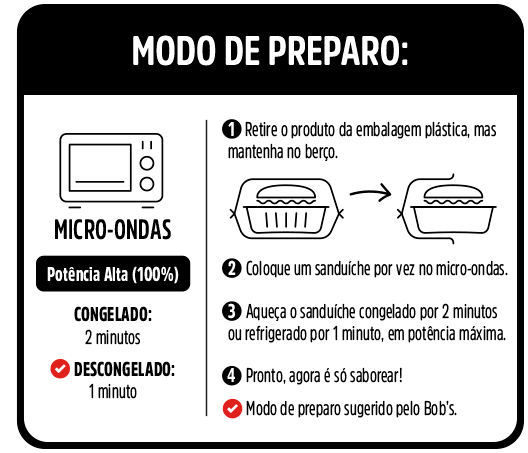 MODO DE PREPARO:
MICRO-ONDAS
Potência Alta (100%)
CONGELADO:
2 minutos
DESCONGELADO:
1 minuto
1 Retire o produto da embalagem plástica, mas
mantenha no berço.
2 Coloque um sanduíche por vez no micro-ondas.
3 Aqueça o sanduíche congelado por 2 minutos
ou refrigerado por 1 minuto, em potência máxima.
4 Pronto, agora é só saborear!
Modo de preparo sugerido pelo Bob's.